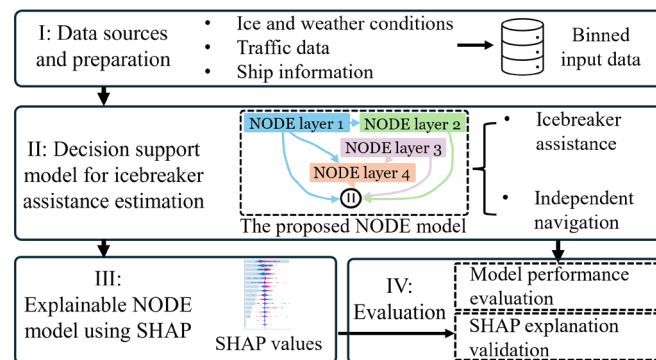 I: Data sources
and preparation
• Ice and weather conditions
• Traffic data
• Ship information
Binned
input data
II: Decision support
model for icebreaker
assistance estimation
NODE layer 1
NODE layer 2
NODE layer 3
NODE layer 4
The proposed NODE model
• Icebreaker
assistance
• Independent
navigation
III:
Explainable NODE
model using SHAP
SHAP values
IV:
Evaluation
Model performance
evaluation
SHAP explanation
validation